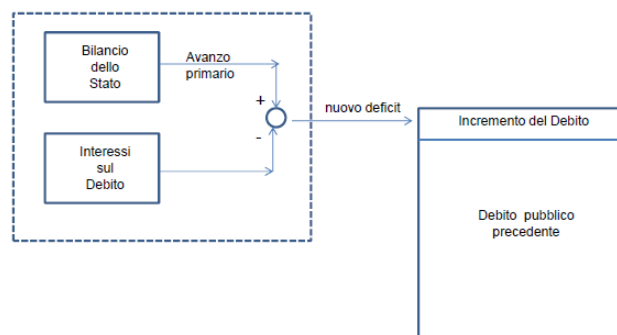 Bilancio
dello
Stato
Avanzo
primario
+
-
nuovo deficit
Interessi
sul
Debito
Incremento del Debito
Debito pubblico
precedente